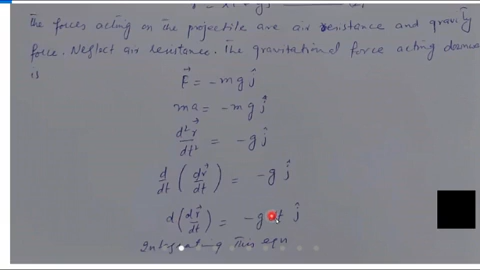 the forces acting on the projectile are air resistance and gravity
force. Neglect air resistance. The gravitational force acting
is
F⃗ = -mg ĵ
ma = -mg ĵ
d²r⃗/dt² = -g ĵ
d/dt (dr⃗/dt) = -g ĵ
d(dr⃗/dt) = -g dt ĵ
Integrating This eqn